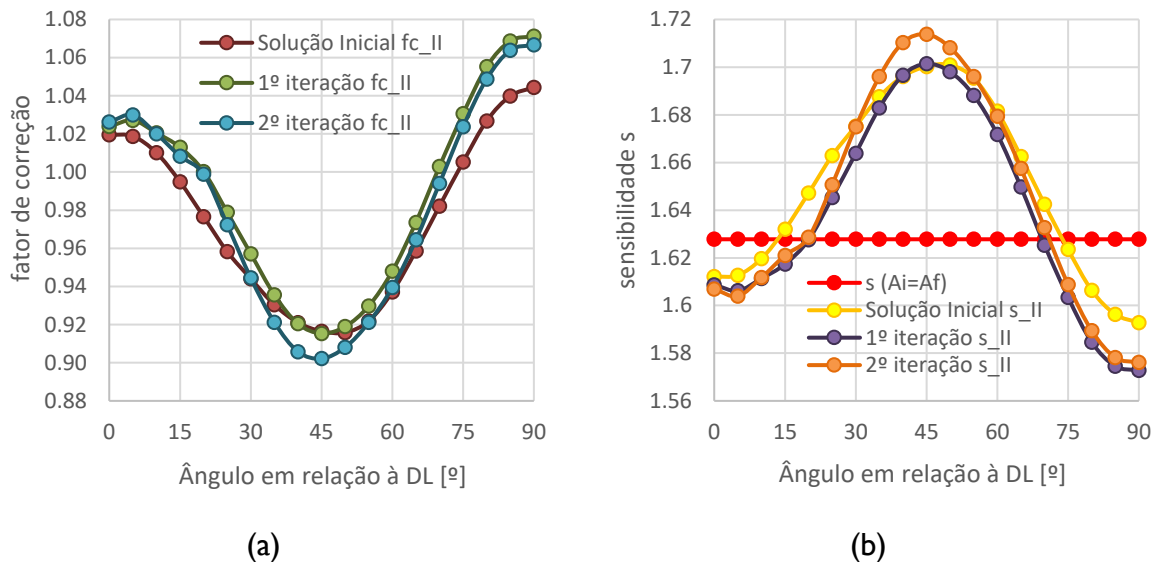 1.08
1.06
1.04
1.02
1.00
0.98
0.96
0.94
0.92
0.90
0.88
fator de correção
Solução Inicial fc_II
1º iteração fc_II
2º iteração fc_II
0 15 30 45 60 75 90
Ângulo em relação à DL [º]
(a)
1.72
1.7
1.68
1.66
1.64
1.62
1.6
1.58
1.56
sensibilidade s
s (Ai=Af)
Solução Inicial s_II
1º iteração s_II
2º iteração s_II
0 15 30 45 60 75 90
Ângulo em relação à DL [º]
(b)